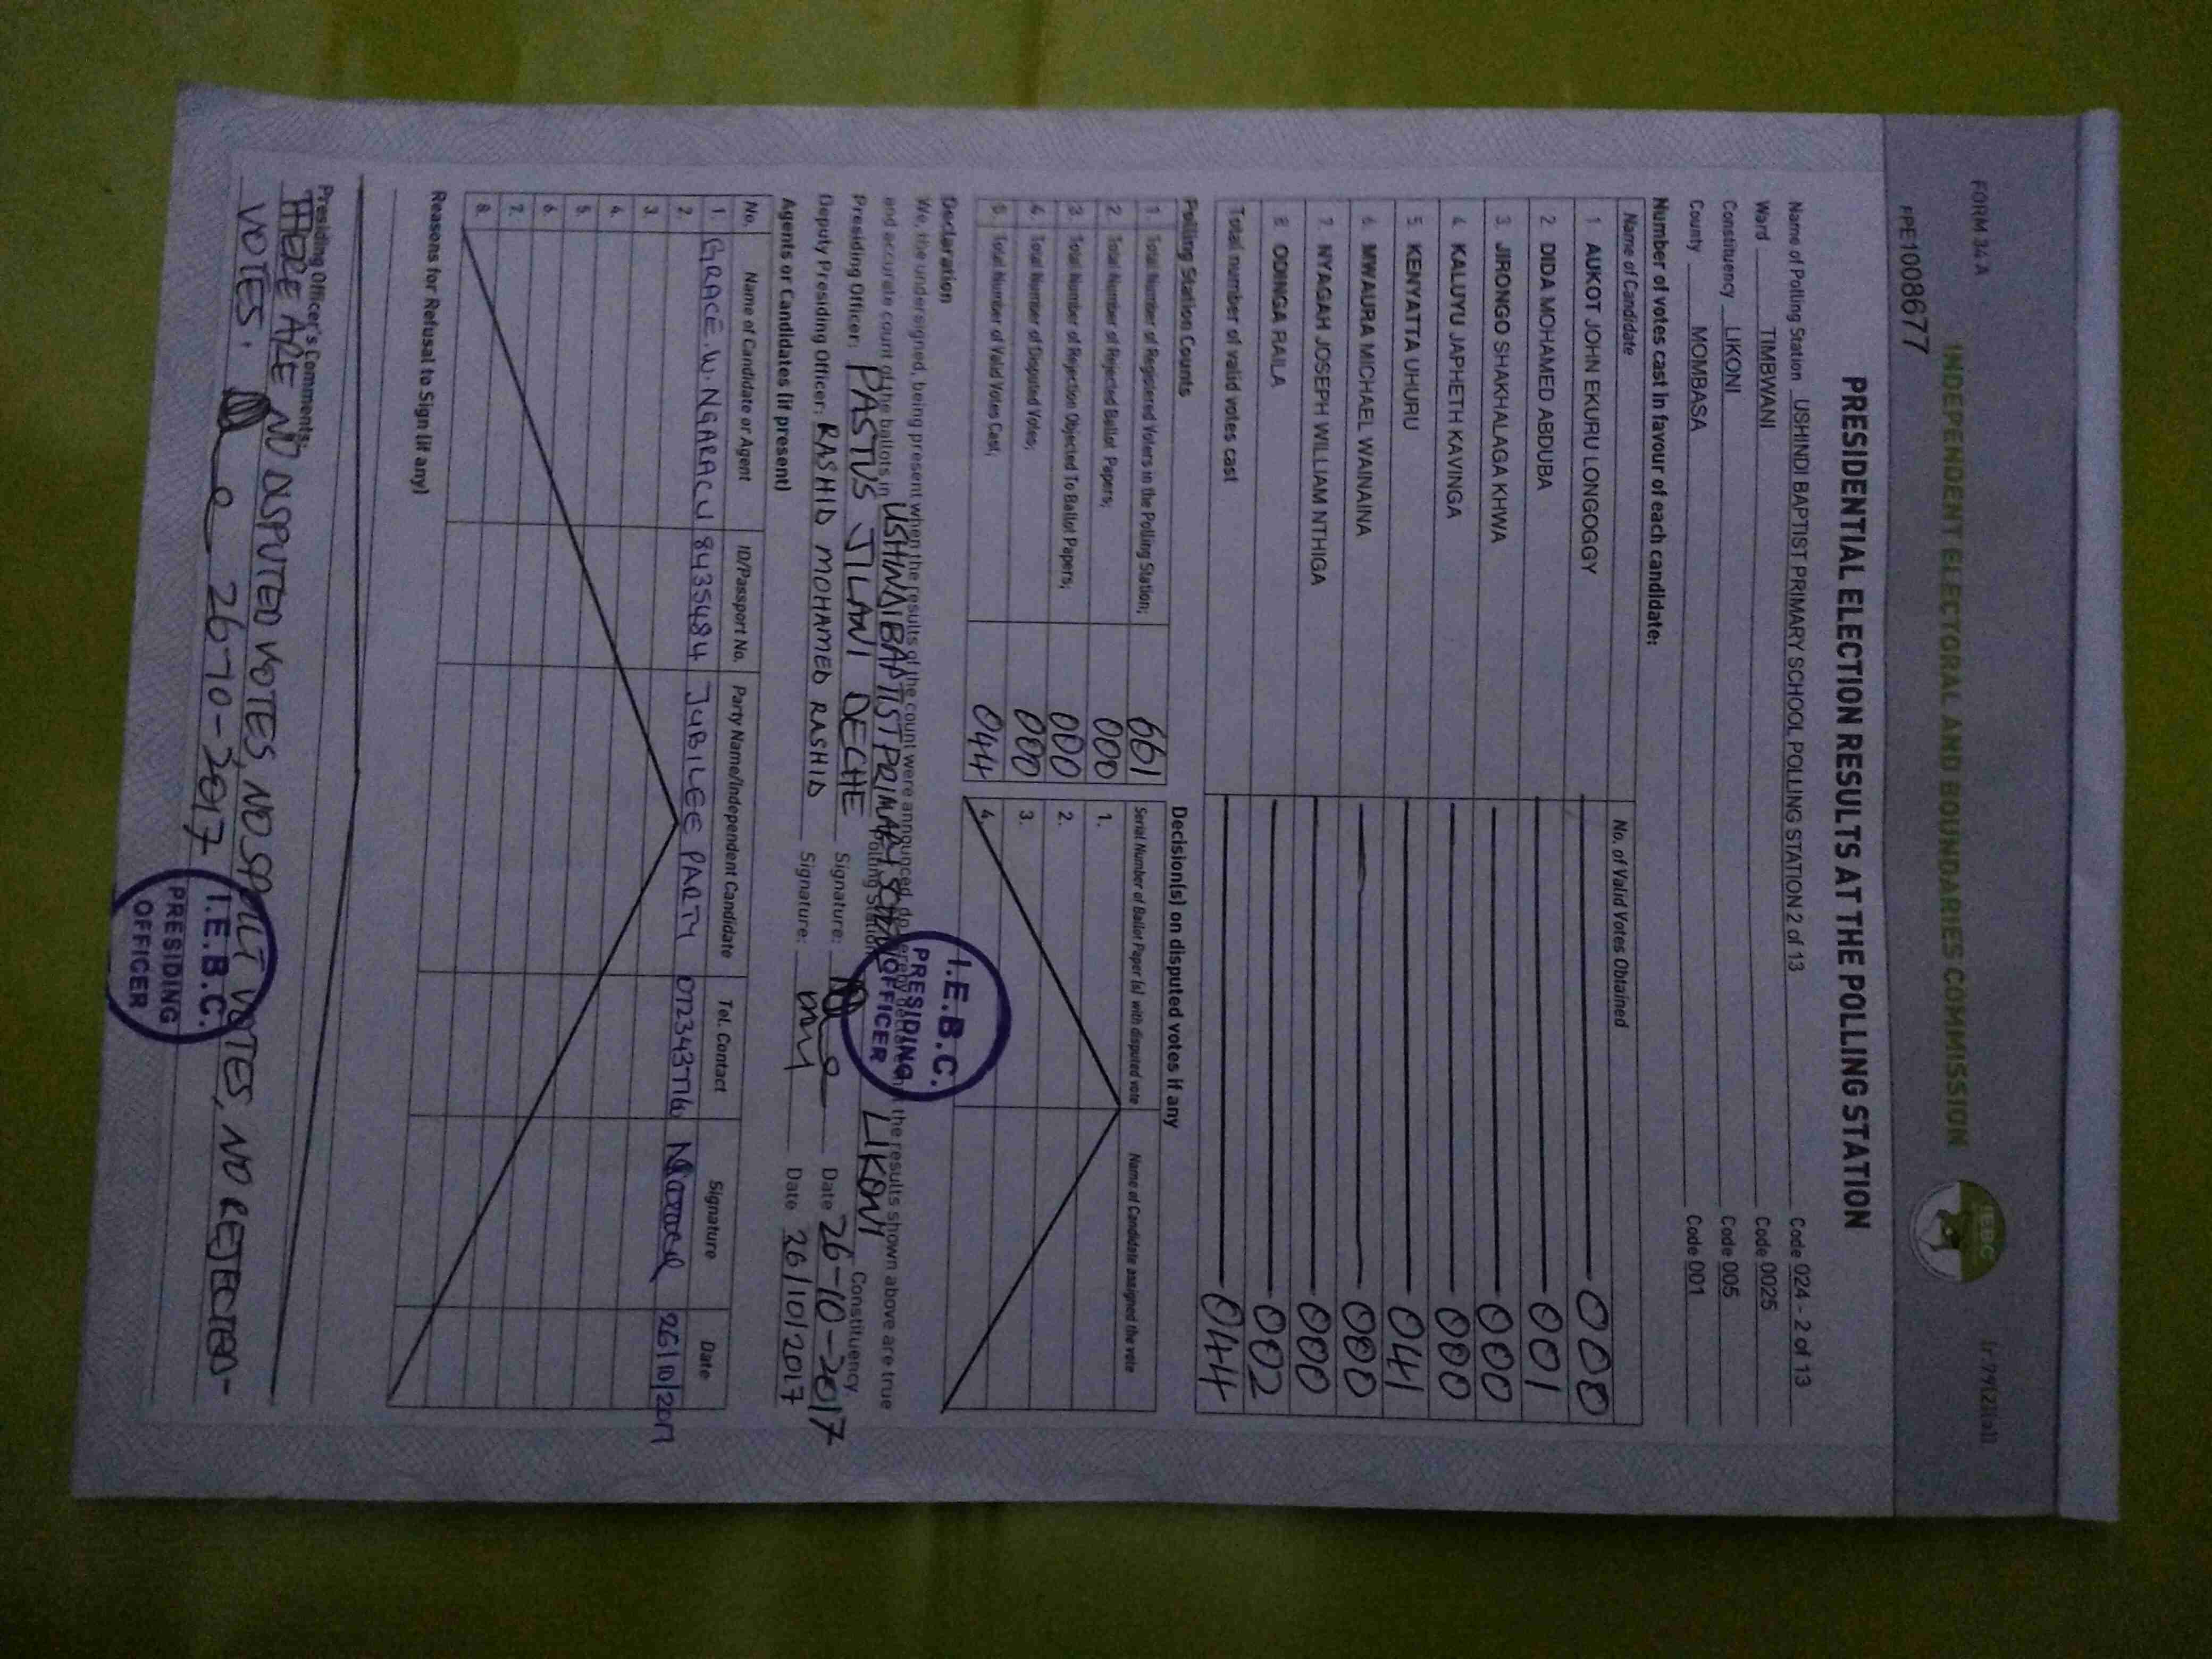 FORM 34 A
INDEPENDENT ELECTORAL AND BOUNDARIES COMMISSION
IEBC
PPE1008677
PRESIDENTIAL ELECTION RESULTS AT THE POLLING STATION
Name of Polling Station USHINDI BAPTIST PRIMARY SCHOOL POLLING STATION 2 of 13 Code 024 - 2 of 13
Ward TIMBWANI Code 0025
Constituency LIKONI Code 005
County MOMBASA Code 001
Number of votes cast in favour of each candidate:
Name of Candidate No. of Valid Votes Obtained
1 AUKOT JOHN EKURU LONGOGGY 000
2 DIDA MOHAMED ABDUBA 001
3 JIRONGO SHAKHALAGA KHWA 000
4 KALUYU JAPHETH KAVINGA 000
5 KENYATTA UHURU 041
6 MWAURA MICHAEL WAINAINA 000
7 NYAGAH JOSEPH WILLIAM NTHIGA 000
8 ODINGA RAILA 002
Total number of valid votes cast 044
Polling Station Counts
1 Total Number of Registered Voters in the Polling Station; 661
2 Total Number of Rejected Ballot Papers; 000
3 Total Number of Rejection Objected To Ballot Papers; 000
4 Total Number of Disputed Votes; 000
5 Total Number of Valid Votes Cast; 044
Decision(s) on disputed votes if any
Serial Number of Ballot Paper (s) with disputed vote Name of Candidate assigned the vote
1.
2.
3.
4.
Declaration
We, the undersigned, being present when the results of the count were announced, do hereby declare that the results shown above are true
and accurate count of the ballots in USHINDI BAPTIST PRIMARY SCH Polling Station LIKONI Constituency
Presiding Officer: PASTUS JILANI DECHE Signature: Date 26-10-2017
Deputy Presiding Officer: RASHID MOHAMED RASHID Signature: Date 26/10/2017
I.E.B.C.
PRESIDING
OFFICER
Agents or Candidates (if present)
No. Name of Candidate or Agent ID/Passport No. Party Name/Independent Candidate Tel. Contact Signature Date
1. GRACE.W.NGARACU 8435484 JUBILEE PARTY 26/10/2017
2.
3.
4.
5.
6.
7.
8.
Reasons for Refusal to Sign (if any)
Presiding Officer's Comments:
THERE ARE NO DISPUTED VOTES, NO SPOILT VOTES, NO REJECTED-
VOTES. 26-10-2017
I.E.B.C.
PRESIDING
OFFICER